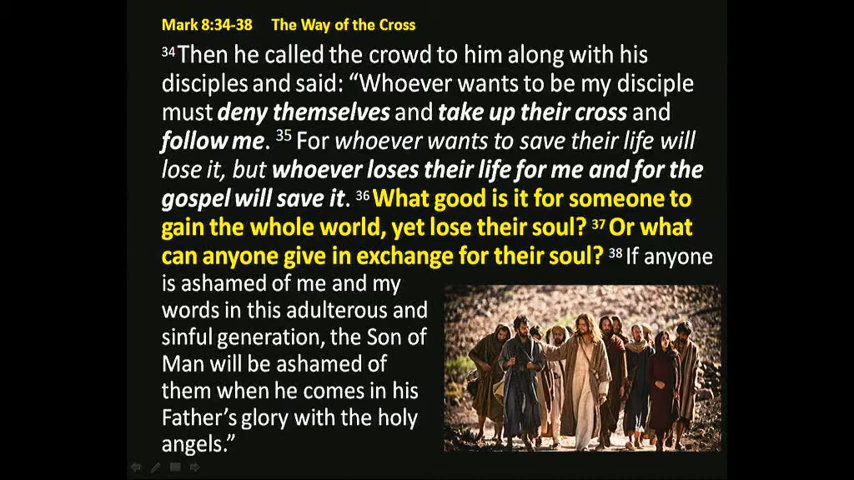 Mark 8:34-38 The Way of the Cross
34Then he called the crowd to him along with his
disciples and said: “Whoever wants to be my disciple
must deny themselves and take up their cross and
follow me. 35 For whoever wants to save their life will
lose it, but whoever loses their life for me and for the
gospel will save it. 36 What good is it for someone to
gain the whole world, yet lose their soul? 37 Or what
can anyone give in exchange for their soul? 38 If anyone
is ashamed of me and my
words in this adulterous and
sinful generation, the Son of
Man will be ashamed of
them when he comes in his
Father’s glory with the holy
angels.”